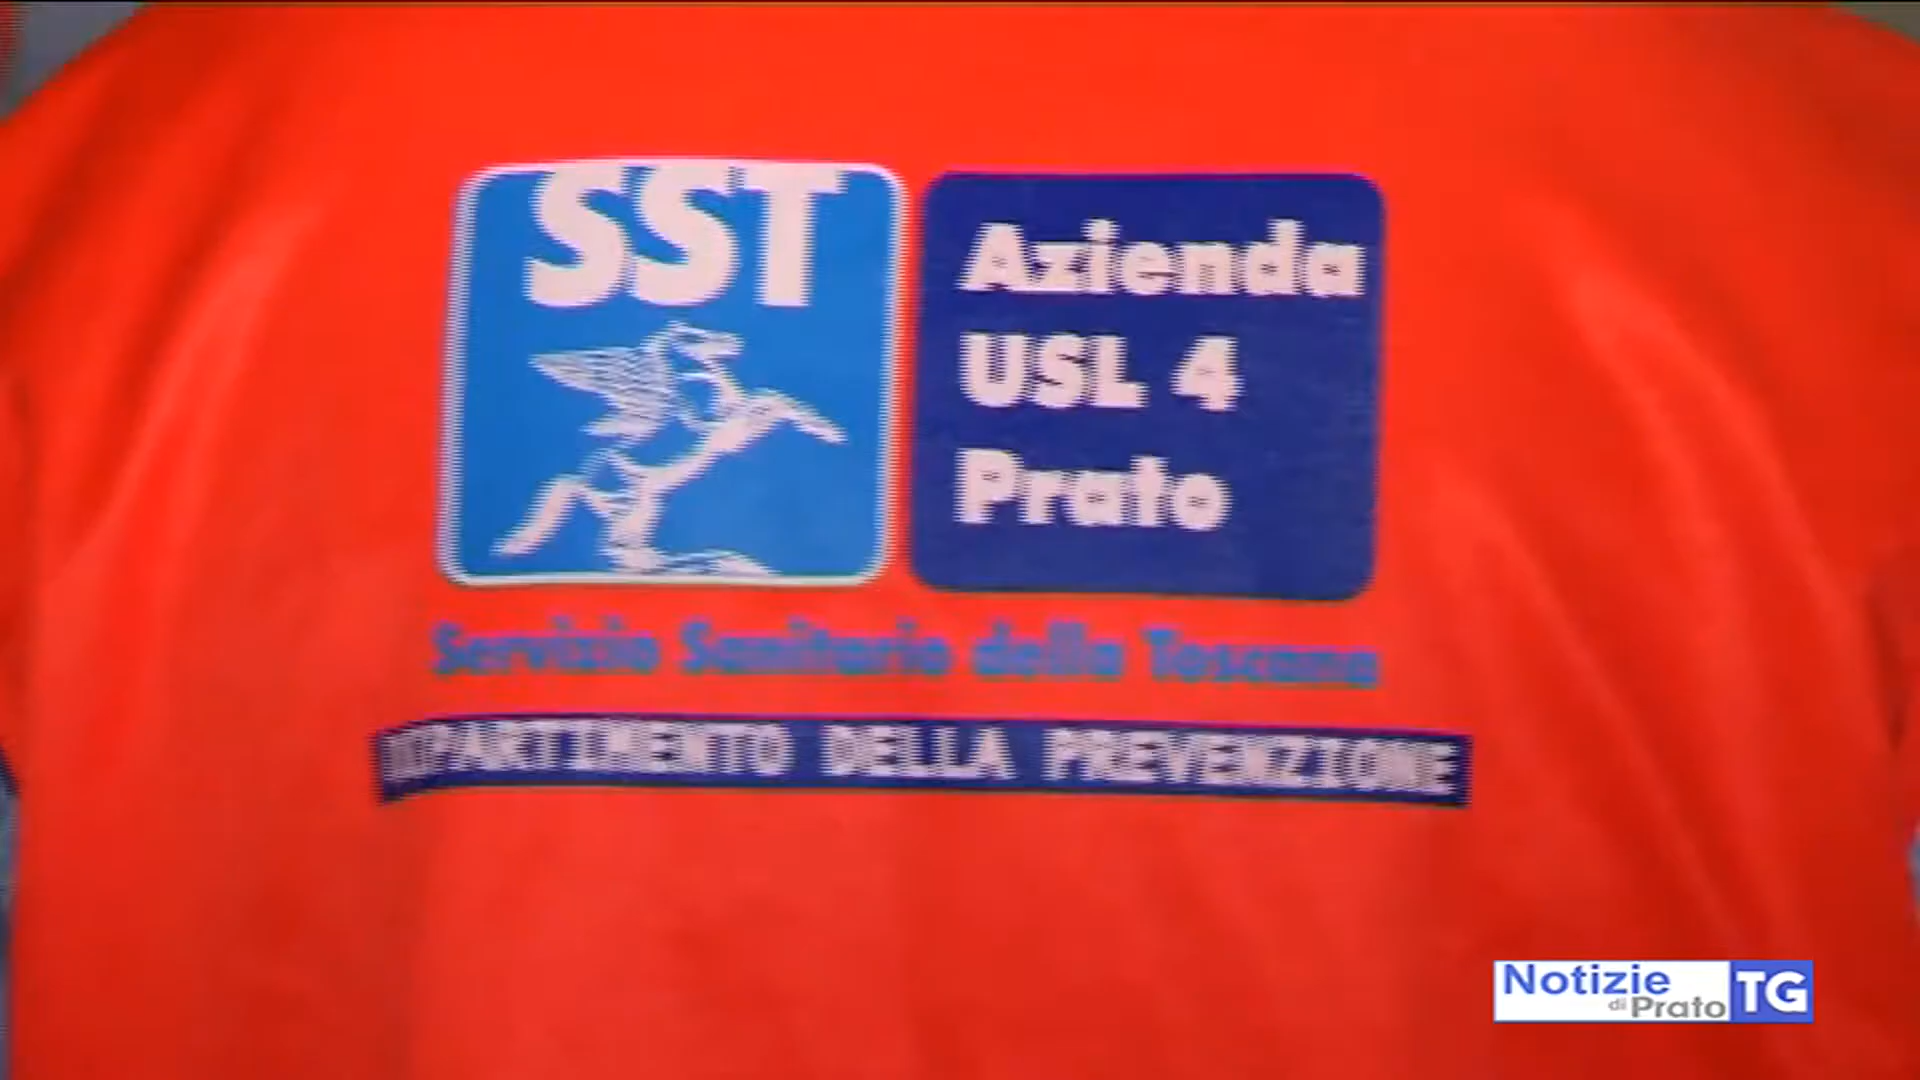 SST
Azienda
USL 4
Prato
Servizio Sanitario della Toscana
DIPARTIMENTO DELLA PREVENZIONE
Notizie
di Prato
TG